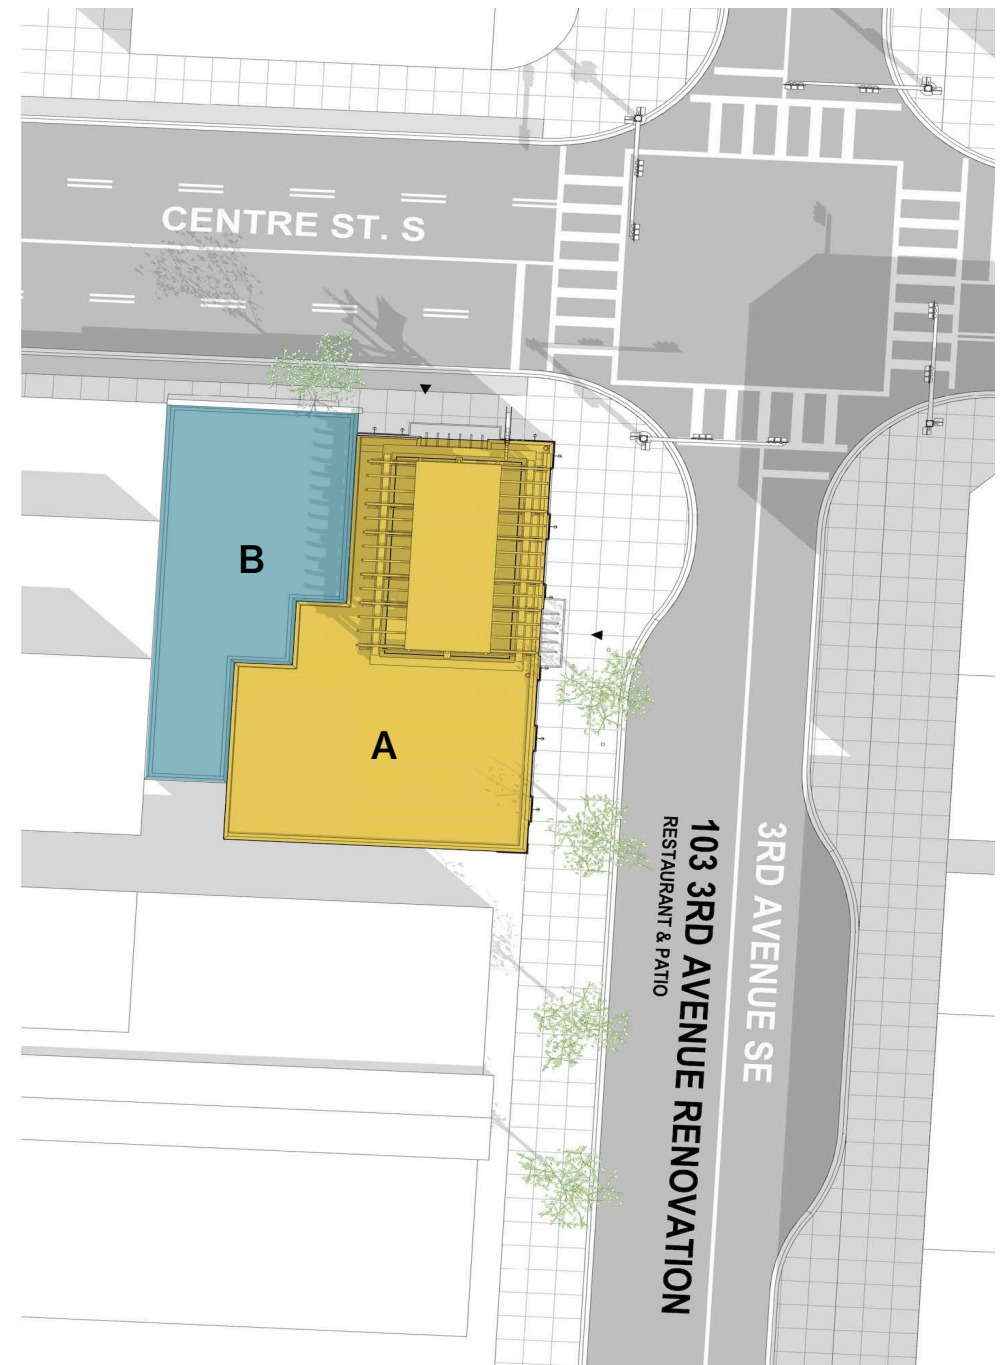 CENTRE ST. S
B
A
103 3RD AVENUE RENOVATION
RESTAURANT & PATIO
3RD AVENUE SE